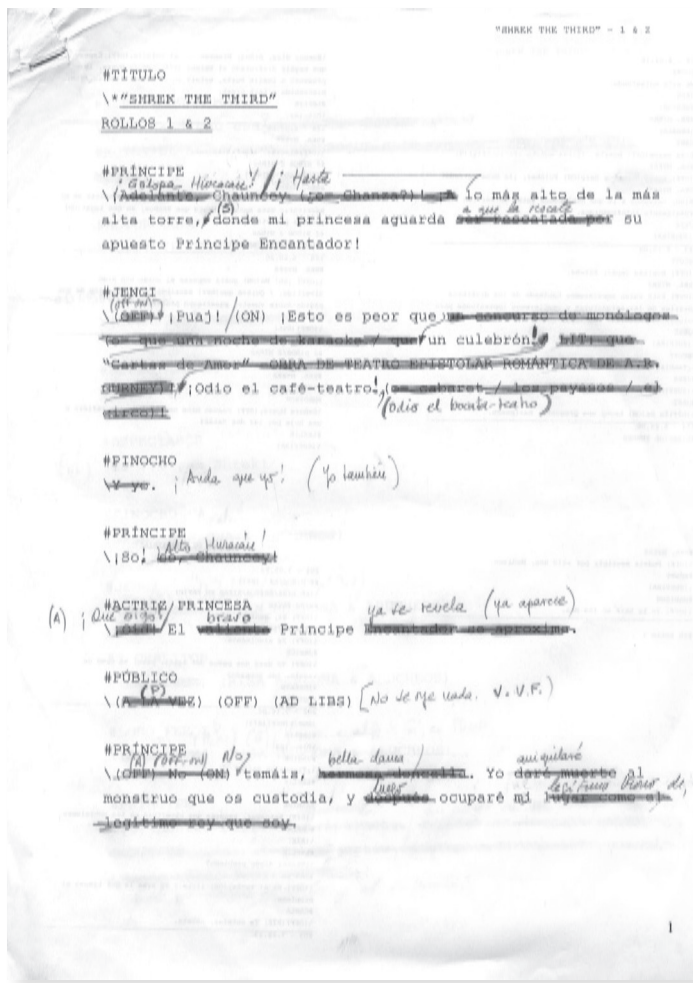 "SHREK THE THIRD" - 1 & 2
#TÍTULO
\*"SHREK THE THIRD"
ROLLOS 1 & 2
#PRÍNCIPE
¡Galopa Huracán! / ¡Hasta
\(Adelante, Chauncey (¡o Chanza?)! ¡A lo más alto de la más
(S) a que la rescate
alta torre, donde mi princesa aguarda ser rescatada por su
apuesto Príncipe Encantador!
#JENGI
(off on)
\(OFF) ¡Puaj! /(ON) ¡Esto es peor que un concurso de monólogos
(o que una noche de karaoke / que un culebrón! LIT: que
"Cartas de Amor" OBRA DE TEATRO EPISTOLAR ROMÁNTICA DE A.R.
GURNEY)! ¡Odio el café-teatro! (o cabaret / los payasos / el
circo)!
(odio el teatro)
#PINOCHO
\Y yo. ¡Anda que yo! (Yo también)
#PRÍNCIPE
Alto Huracán!
\¡So! So, Chauncey!
#ACTRIZ/ PRINCESA
(A) ¡Qué oigo! bravo ya se revela (ya aparece)
\¡Oíd! El valiente Príncipe Encantador se aproxima.
#PÚBLICO
(P)
\(A LA VEZ) (OFF) (AD LIBS) [No se oye nada. V.V.F.)
#PRÍNCIPE
(A) (OFF-ON) N/o bella dama / aniquilaré
\(OFF) No (ON) temáis, hermosa doncella. Yo daré muerte al
luego legítimo de,
monstruo que os custodia, y después ocuparé mi lugar como el
legítimo rey que soy.
1